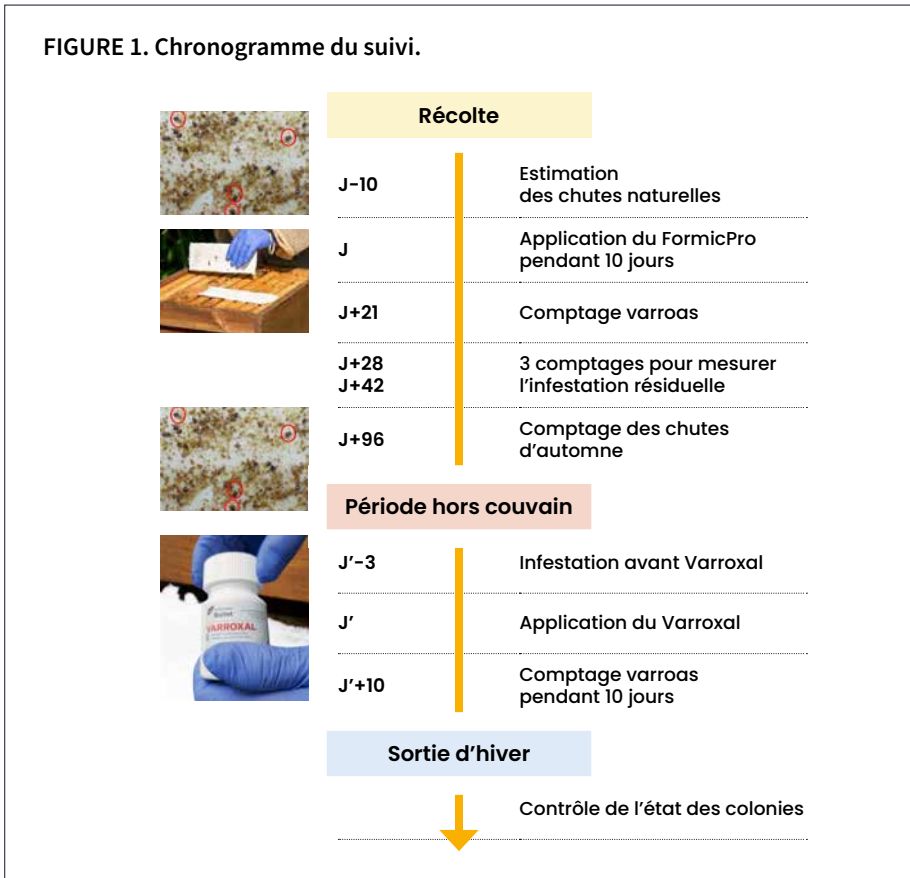 FIGURE 1. Chronogramme du suivi.
Récolte
J-10
Estimation
des chutes naturelles
J
Application du FormicPro
pendant 10 jours
J+21
Comptage varroas
J+28
J+42
3 comptages pour mesurer
l'infestation résiduelle
J+96
Comptage des chutes
d'automne
Période hors couvain
J'-3
Infestation avant Varroxal
VARROXAL
J'
Application du Varroxal
J'+10
Comptage varroas
pendant 10 jours
Sortie d'hiver
Contrôle de l'état des colonies